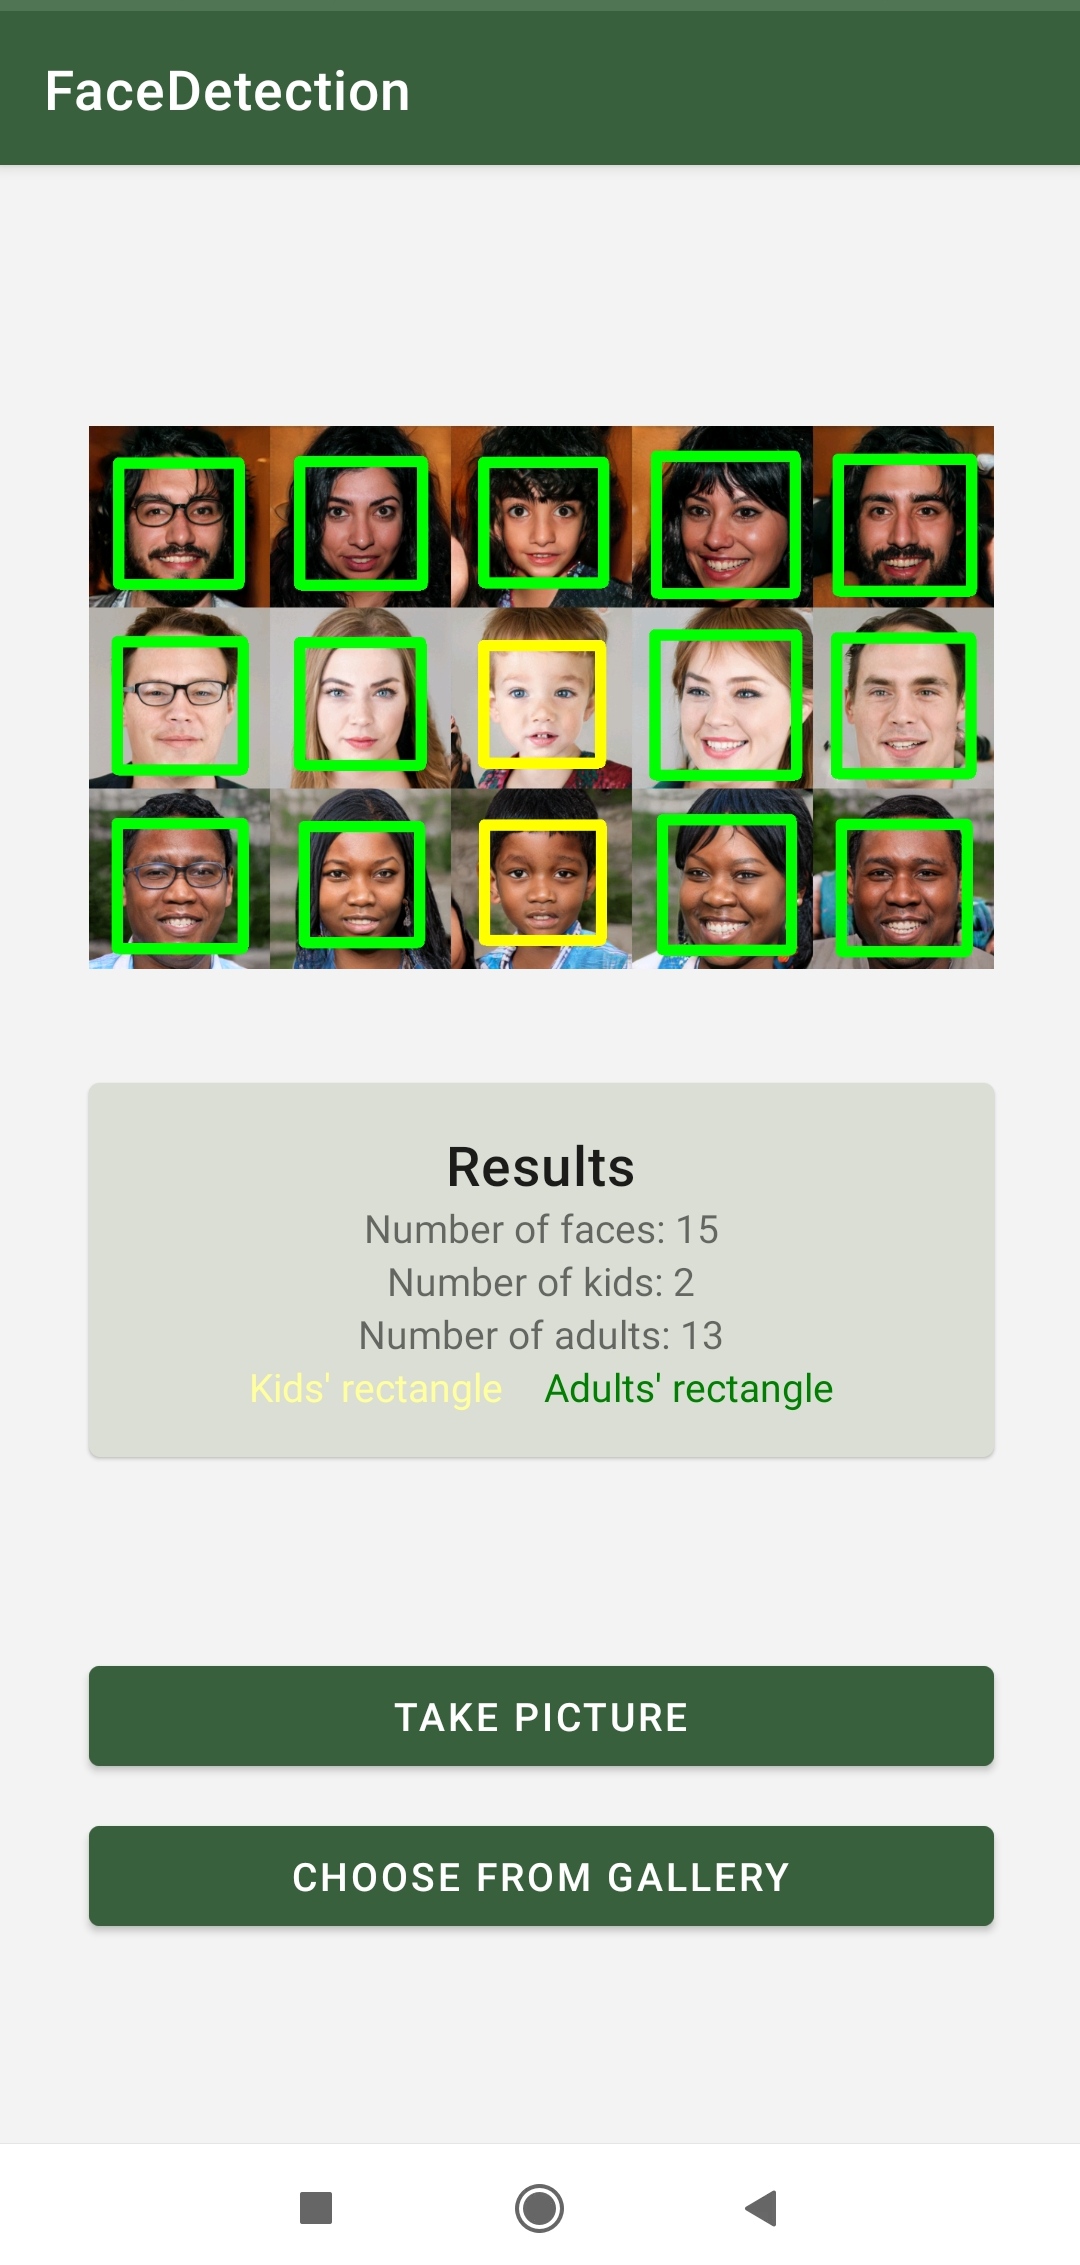 FaceDetection
Results
Number of faces: 15
Number of kids: 2
Number of adults: 13
Kids' rectangle Adults' rectangle
TAKE PICTURE
CHOOSE FROM GALLERY